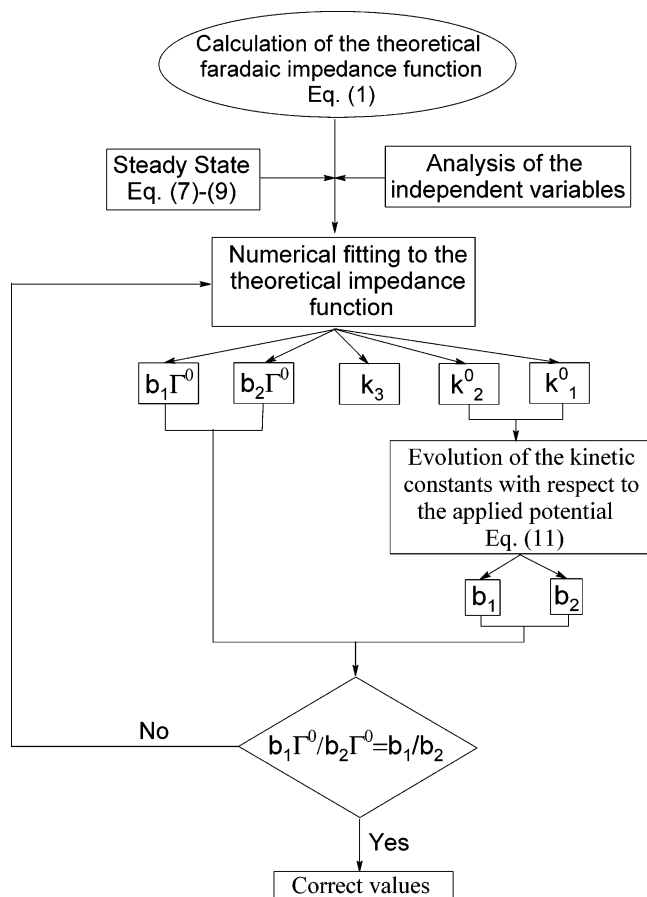 Calculation of the theoretical
faradaic impedance function
Eq. (1)
Steady State
Eq. (7)-(9)
Analysis of the
independent variables
Numerical fitting to the
theoretical impedance
function
b₁Γ⁰
b₂Γ⁰
k₃
k⁰₂
k⁰₁
Evolution of the kinetic
constants with respect to
the applied potential
Eq. (11)
b₁
b₂
No
b₁Γ⁰/b₂Γ⁰=b₁/b₂
Yes
Correct values